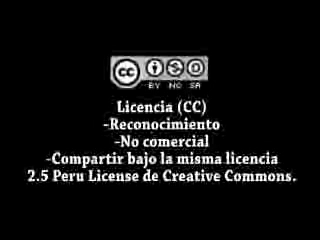 cc
BY NC SA
Licencia (CC)
-Reconocimiento
-No comercial
-Compartir bajo la misma licencia
2.5 Peru License de Creative Commons.